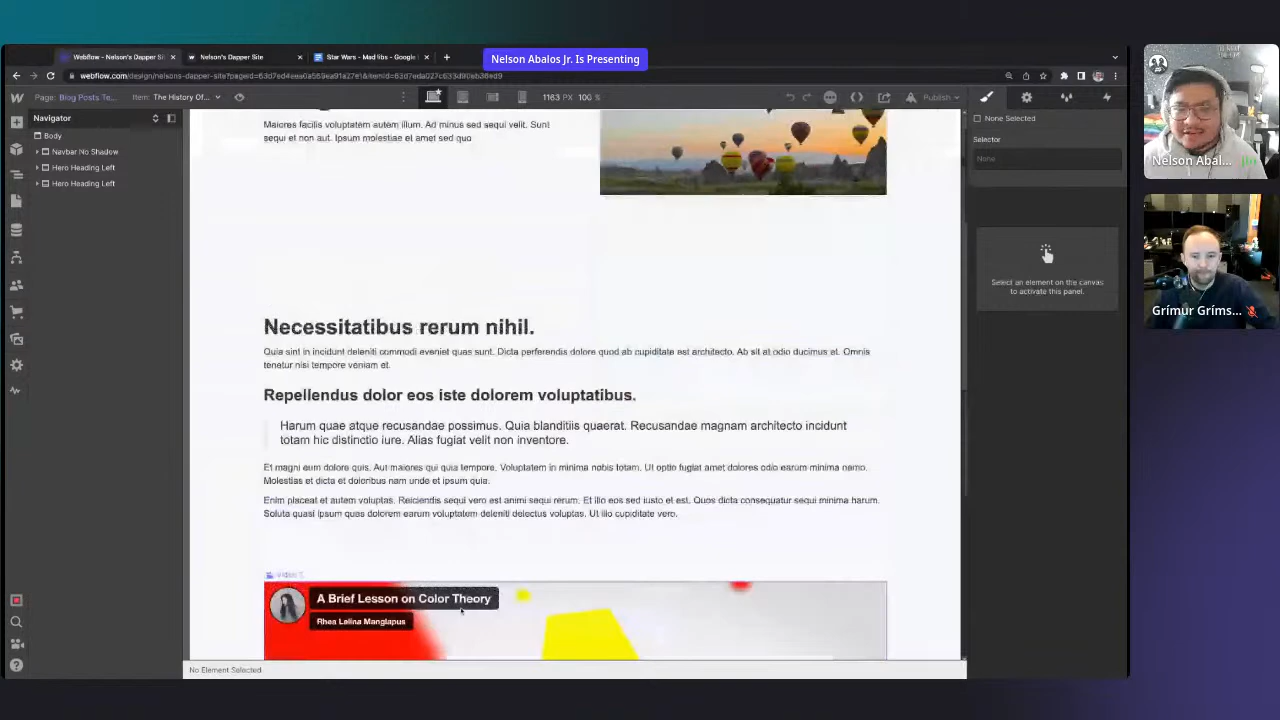 Nelson Abalos Jr. Is Presenting
Webflow - Nelson's Dapper Si
Nelson's Dapper Site
Star Wars - Mad libs - Google
webflow.com/design/nelsons-dapper-site?
Page: Blog Posts Te...
Item: The History Of...
1163 PX 100 %
Publish
Navigator
Body
Navbar No Shadow
Hero Heading Left
Hero Heading Left
None Selected
Selector
None
Select an element on the canvas
to activate this panel.
Maiores facilis voluptatem autem illum. Ad minus sed sequi velit. Sunt
sequi et non aut. Ipsum molestiae et amet sed quo
Necessitatibus rerum nihil.
Quia sint in incidunt deleniti commodi eveniet quas sunt. Dicta perferendis dolore quod ab cupiditate est architecto. Ab sit at odio ducimus et. Omnis
tenetur nisi tempore veniam et.
Repellendus dolor eos iste dolorem voluptatibus.
Harum quae atque recusandae possimus. Quia blanditiis quaerat. Recusandae magnam architecto incidunt
totam hic distinctio iure. Alias fugiat velit non inventore.
Et magni eum dolore quis. Aut maiores qui quia tempore. Voluptatem in minima nobis totam. Ut optio fugiat amet dolores odio earum minima nemo.
Molestias et dicta et doloribus nam unde et ipsum quia.
Enim placeat et autem voluptas. Reiciendis sequi vero est animi sequi rerum. Et illo eos sed iusto et est. Quos dicta consequatur sequi minima harum.
Soluta quasi ipsum quas dolorem earum voluptatem deleniti delectus voluptas. Ut illo cupiditate vero.
Video
A Brief Lesson on Color Theory
Rhea Lelina Manglapus
No Element Selected
Nelson Abal...
Grímur Gríms...